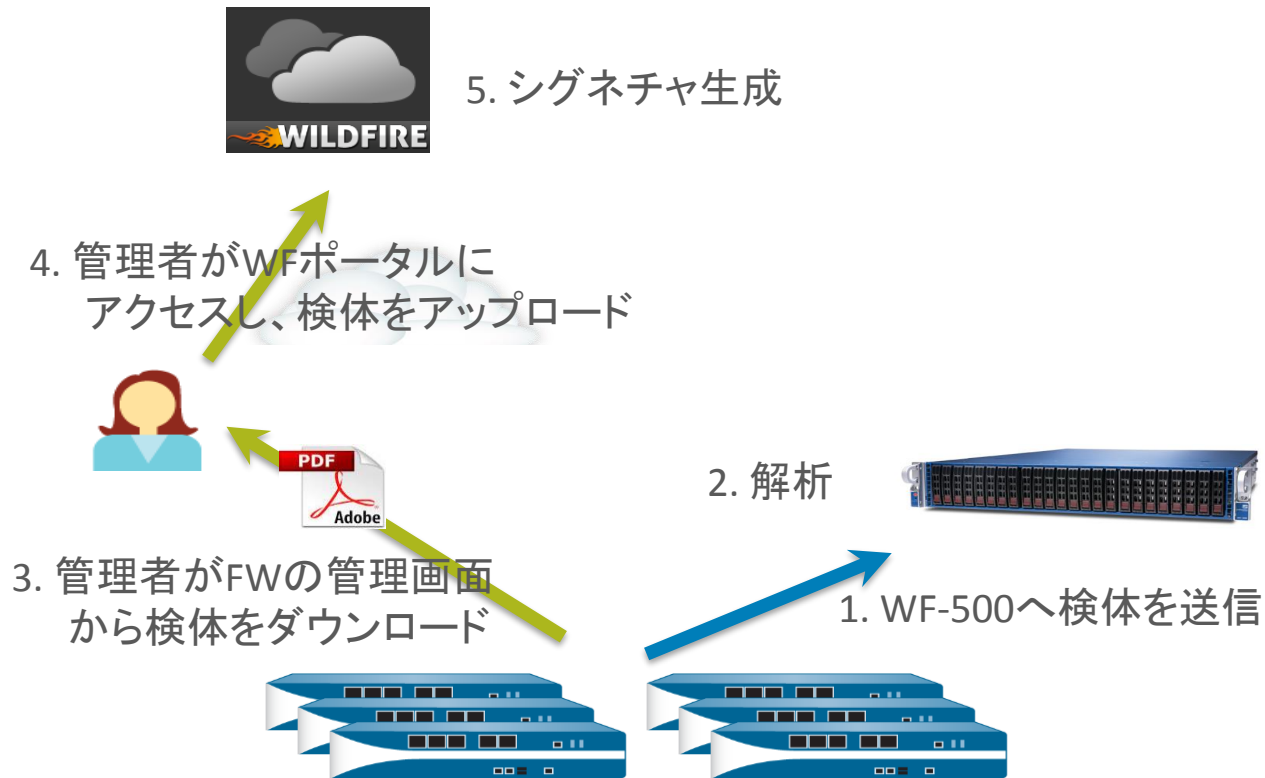 5. シグネチャ生成
WILDFIRE
4. 管理者がWFポータルに
アクセスし、検体をアップロード
PDF
Adobe
2. 解析
3. 管理者がFWの管理画面
から検体をダウンロード
1. WF-500へ検体を送信